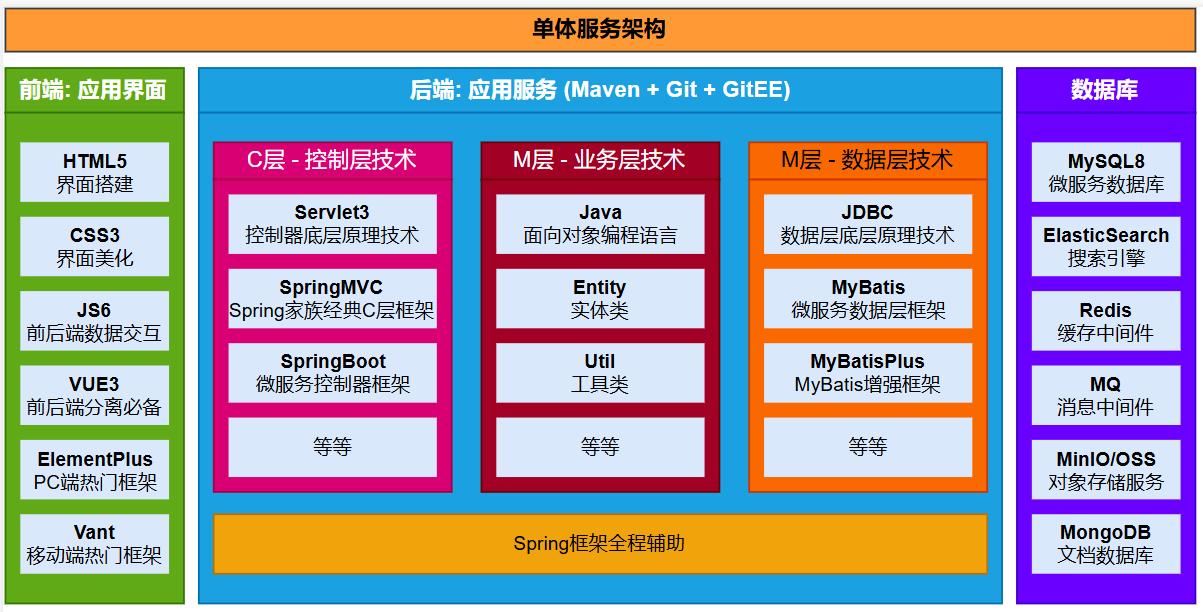 单体服务架构
前端: 应用界面
HTML5
界面搭建
CSS3
界面美化
JS6
前后端数据交互
VUE3
前后端分离必备
ElementPlus
PC端热门框架
Vant
移动端热门框架
后端: 应用服务 (Maven + Git + GitEE)
C层 - 控制层技术
Servlet3
控制器底层原理技术
SpringMVC
Spring家族经典C层框架
SpringBoot
微服务控制器框架
等等
M层 - 业务层技术
Java
面向对象编程语言
Entity
实体类
Util
工具类
等等
M层 - 数据层技术
JDBC
数据层底层原理技术
MyBatis
微服务数据层框架
MyBatisPlus
MyBatis增强框架
等等
Spring框架全程辅助
数据库
MySQL8
微服务数据库
ElasticSearch
搜索引擎
Redis
缓存中间件
MQ
消息中间件
MinIO/OSS
对象存储服务
MongoDB
文档数据库